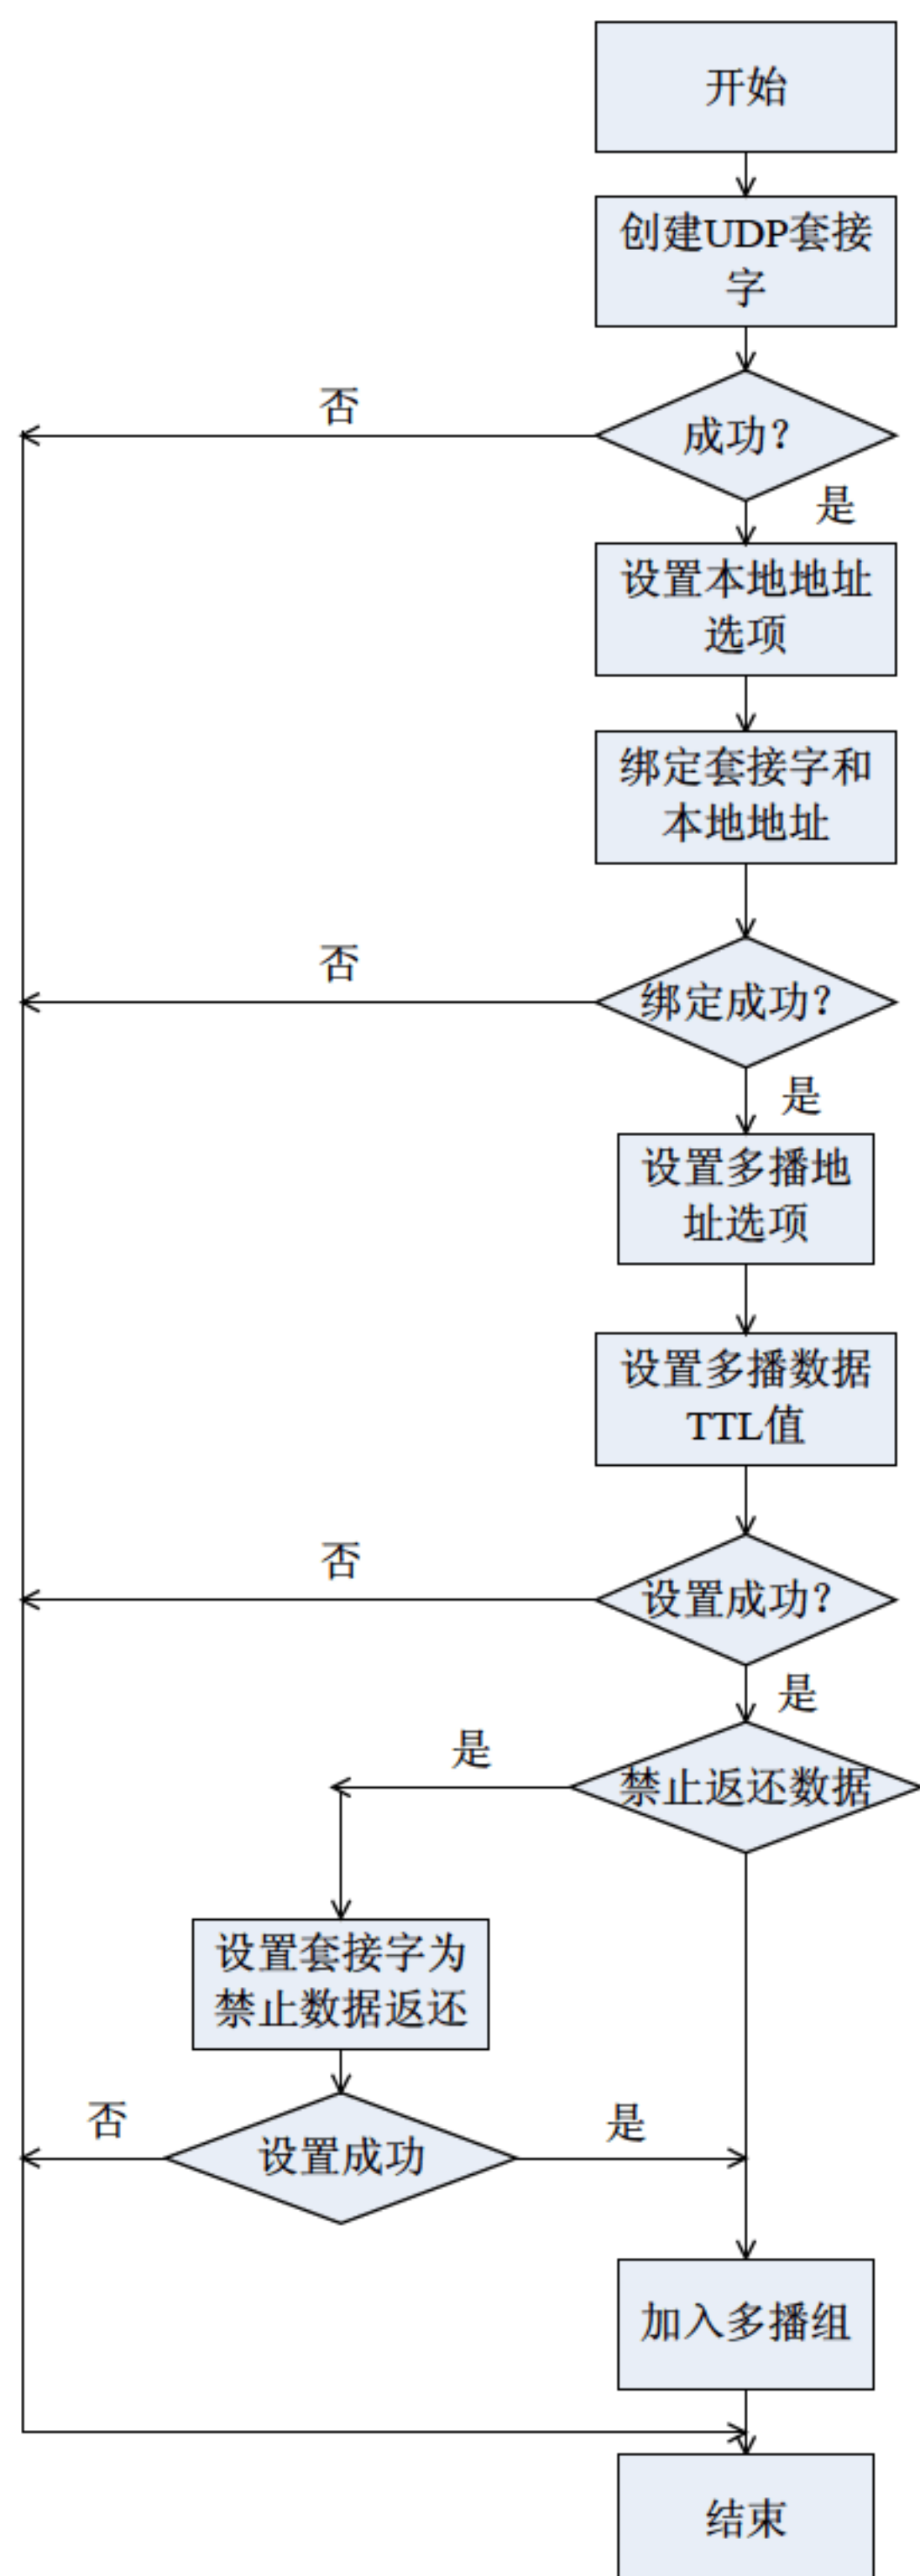 开始
创建UDP套接
字
否
成功？
是
设置本地地址
选项
绑定套接字和
本地地址
否
绑定成功？
是
设置多播地
址选项
设置多播数据
TTL值
否
设置成功？
是
是
禁止返还数据
设置套接字为
禁止数据返还
否
设置成功
是
加入多播组
结束